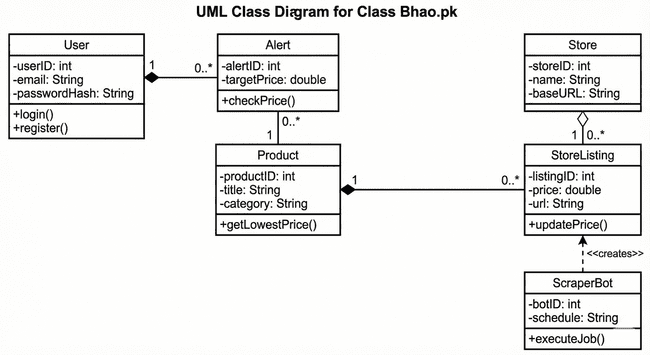 UML Class Diagram for Class Bhao.pk
User
-userID: int
-email: String
-passwordHash: String
+login()
+register()
1
0..*
Alert
-alertID: int
-targetPrice: double
+checkPrice()
0..*
1
Store
-storeID: int
-name: String
-baseURL: String
1
0..*
Product
-productID: int
-title: String
-category: String
+getLowestPrice()
1
0..*
StoreListing
-listingID: int
-price: double
-url: String
+updatePrice()
<<creates>>
ScraperBot
-botID: int
-schedule: String
+executeJob()